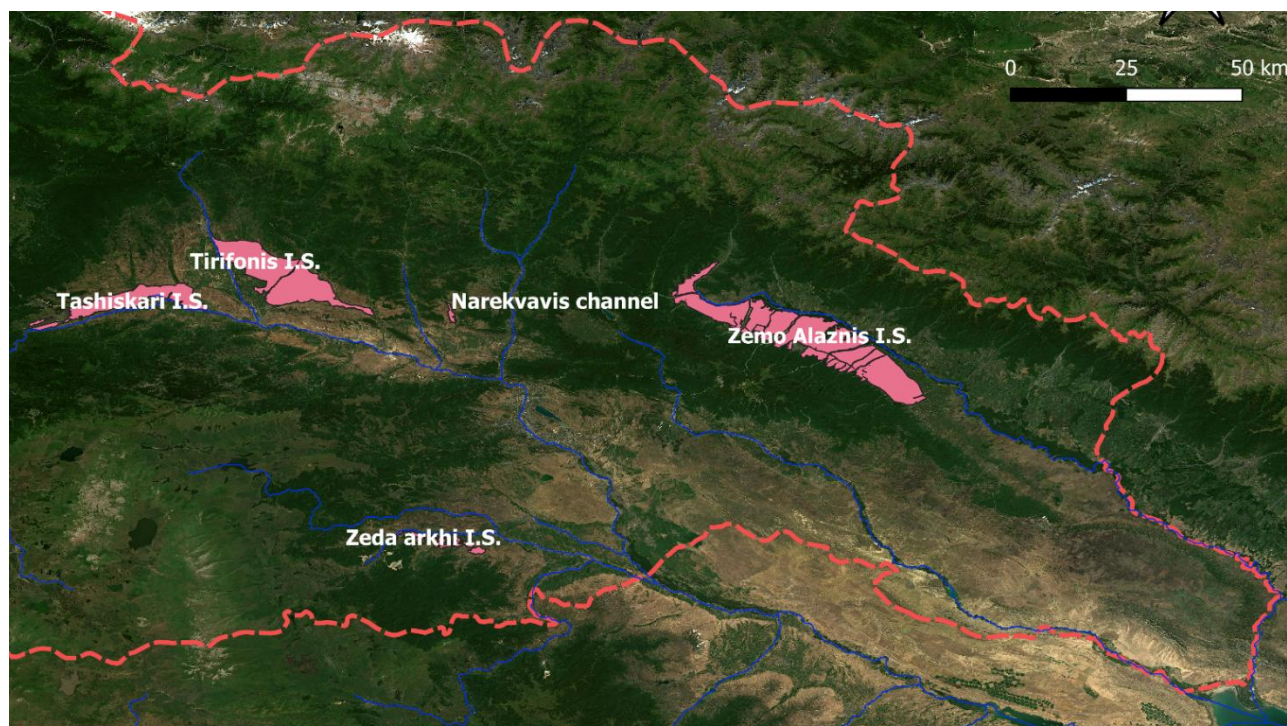 0 25 50 km
Tirifonis I.S.
Tashiskari I.S.
Narekvavis channel
Zemo Alaznis I.S.
Zeda arkhi I.S.